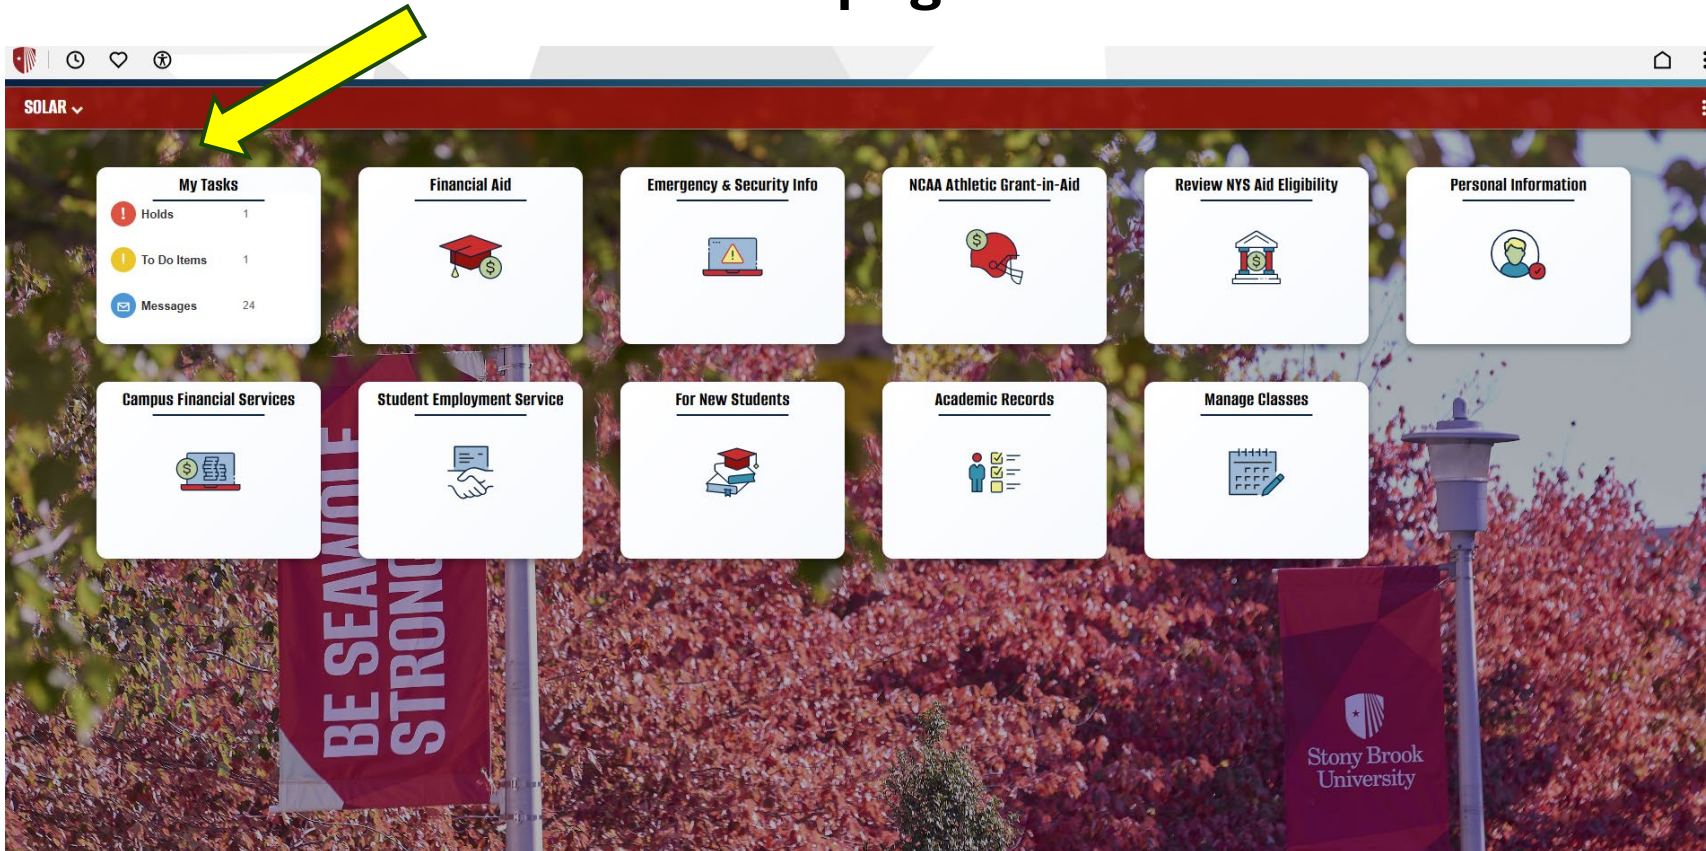 SOLAR
My Tasks
Holds 1
To Do Items 1
Messages 24
Financial Aid
Emergency & Security Info
NCAA Athletic Grant-in-Aid
Review NYS Aid Eligibility
Personal Information
Campus Financial Services
Student Employment Service
For New Students
Academic Records
Manage Classes
BE SEAWOLF
STRONG
Stony Brook
University